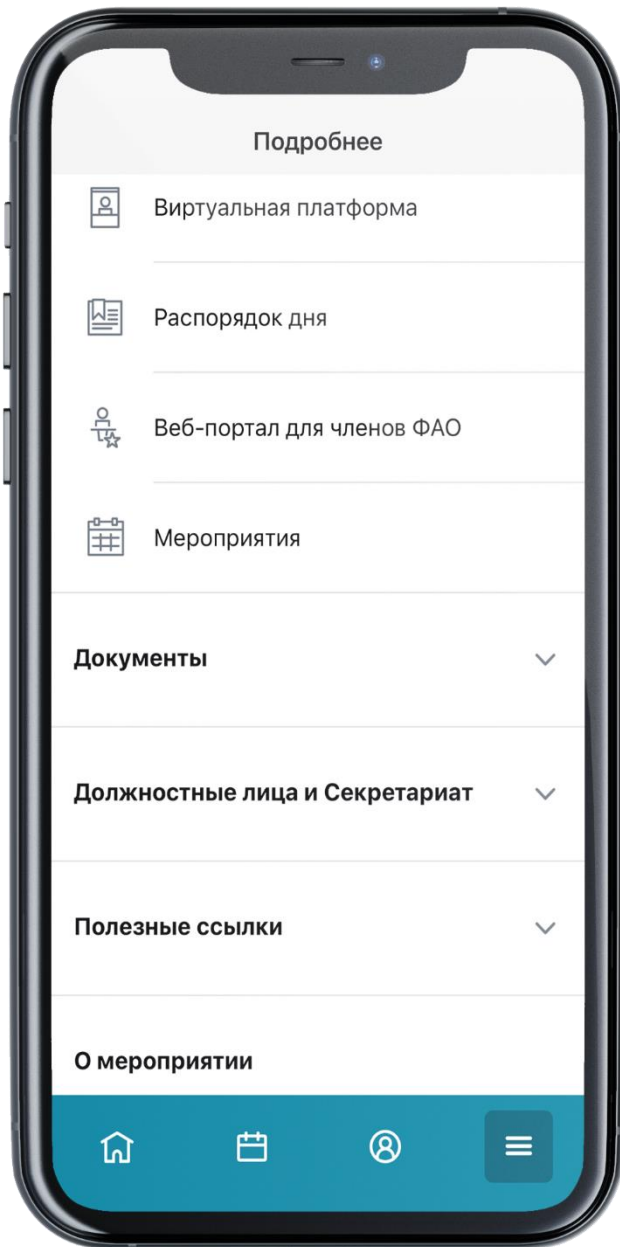 Подробнее
Виртуальная платформа
Распорядок дня
Веб-портал для членов ФАО
Мероприятия
Документы
Должностные лица и Секретариат
Полезные ссылки
О мероприятии